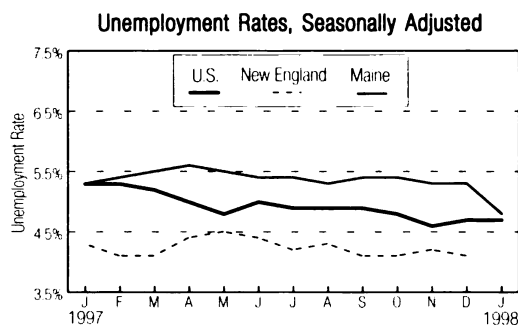 Unemployment Rates, Seasonally Adjusted
7.5%
U.S. New England Maine
6.5%
5.5%
4.5%
3.5%
Unemployment Rate
J F M A M J J A S O N D J
1997 1998